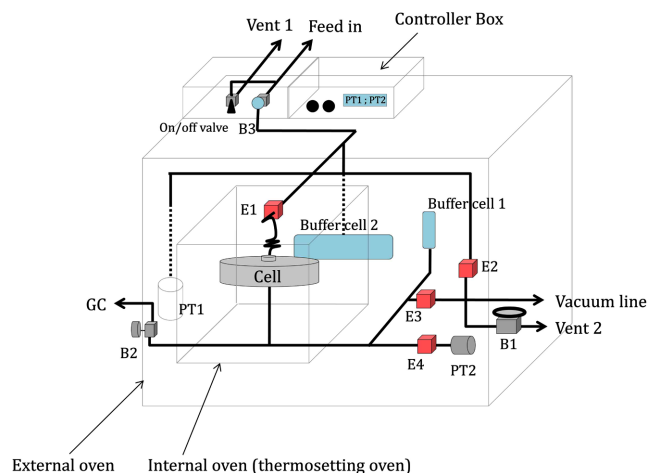 Vent 1
Feed in
Controller Box
PT1 ; PT2
On/off valve
B3
E1
Buffer cell 2
Buffer cell 1
Cell
E2
GC
PT1
E3
Vacuum line
B2
E4
PT2
B1
Vent 2
External oven
Internal oven (thermosetting oven)